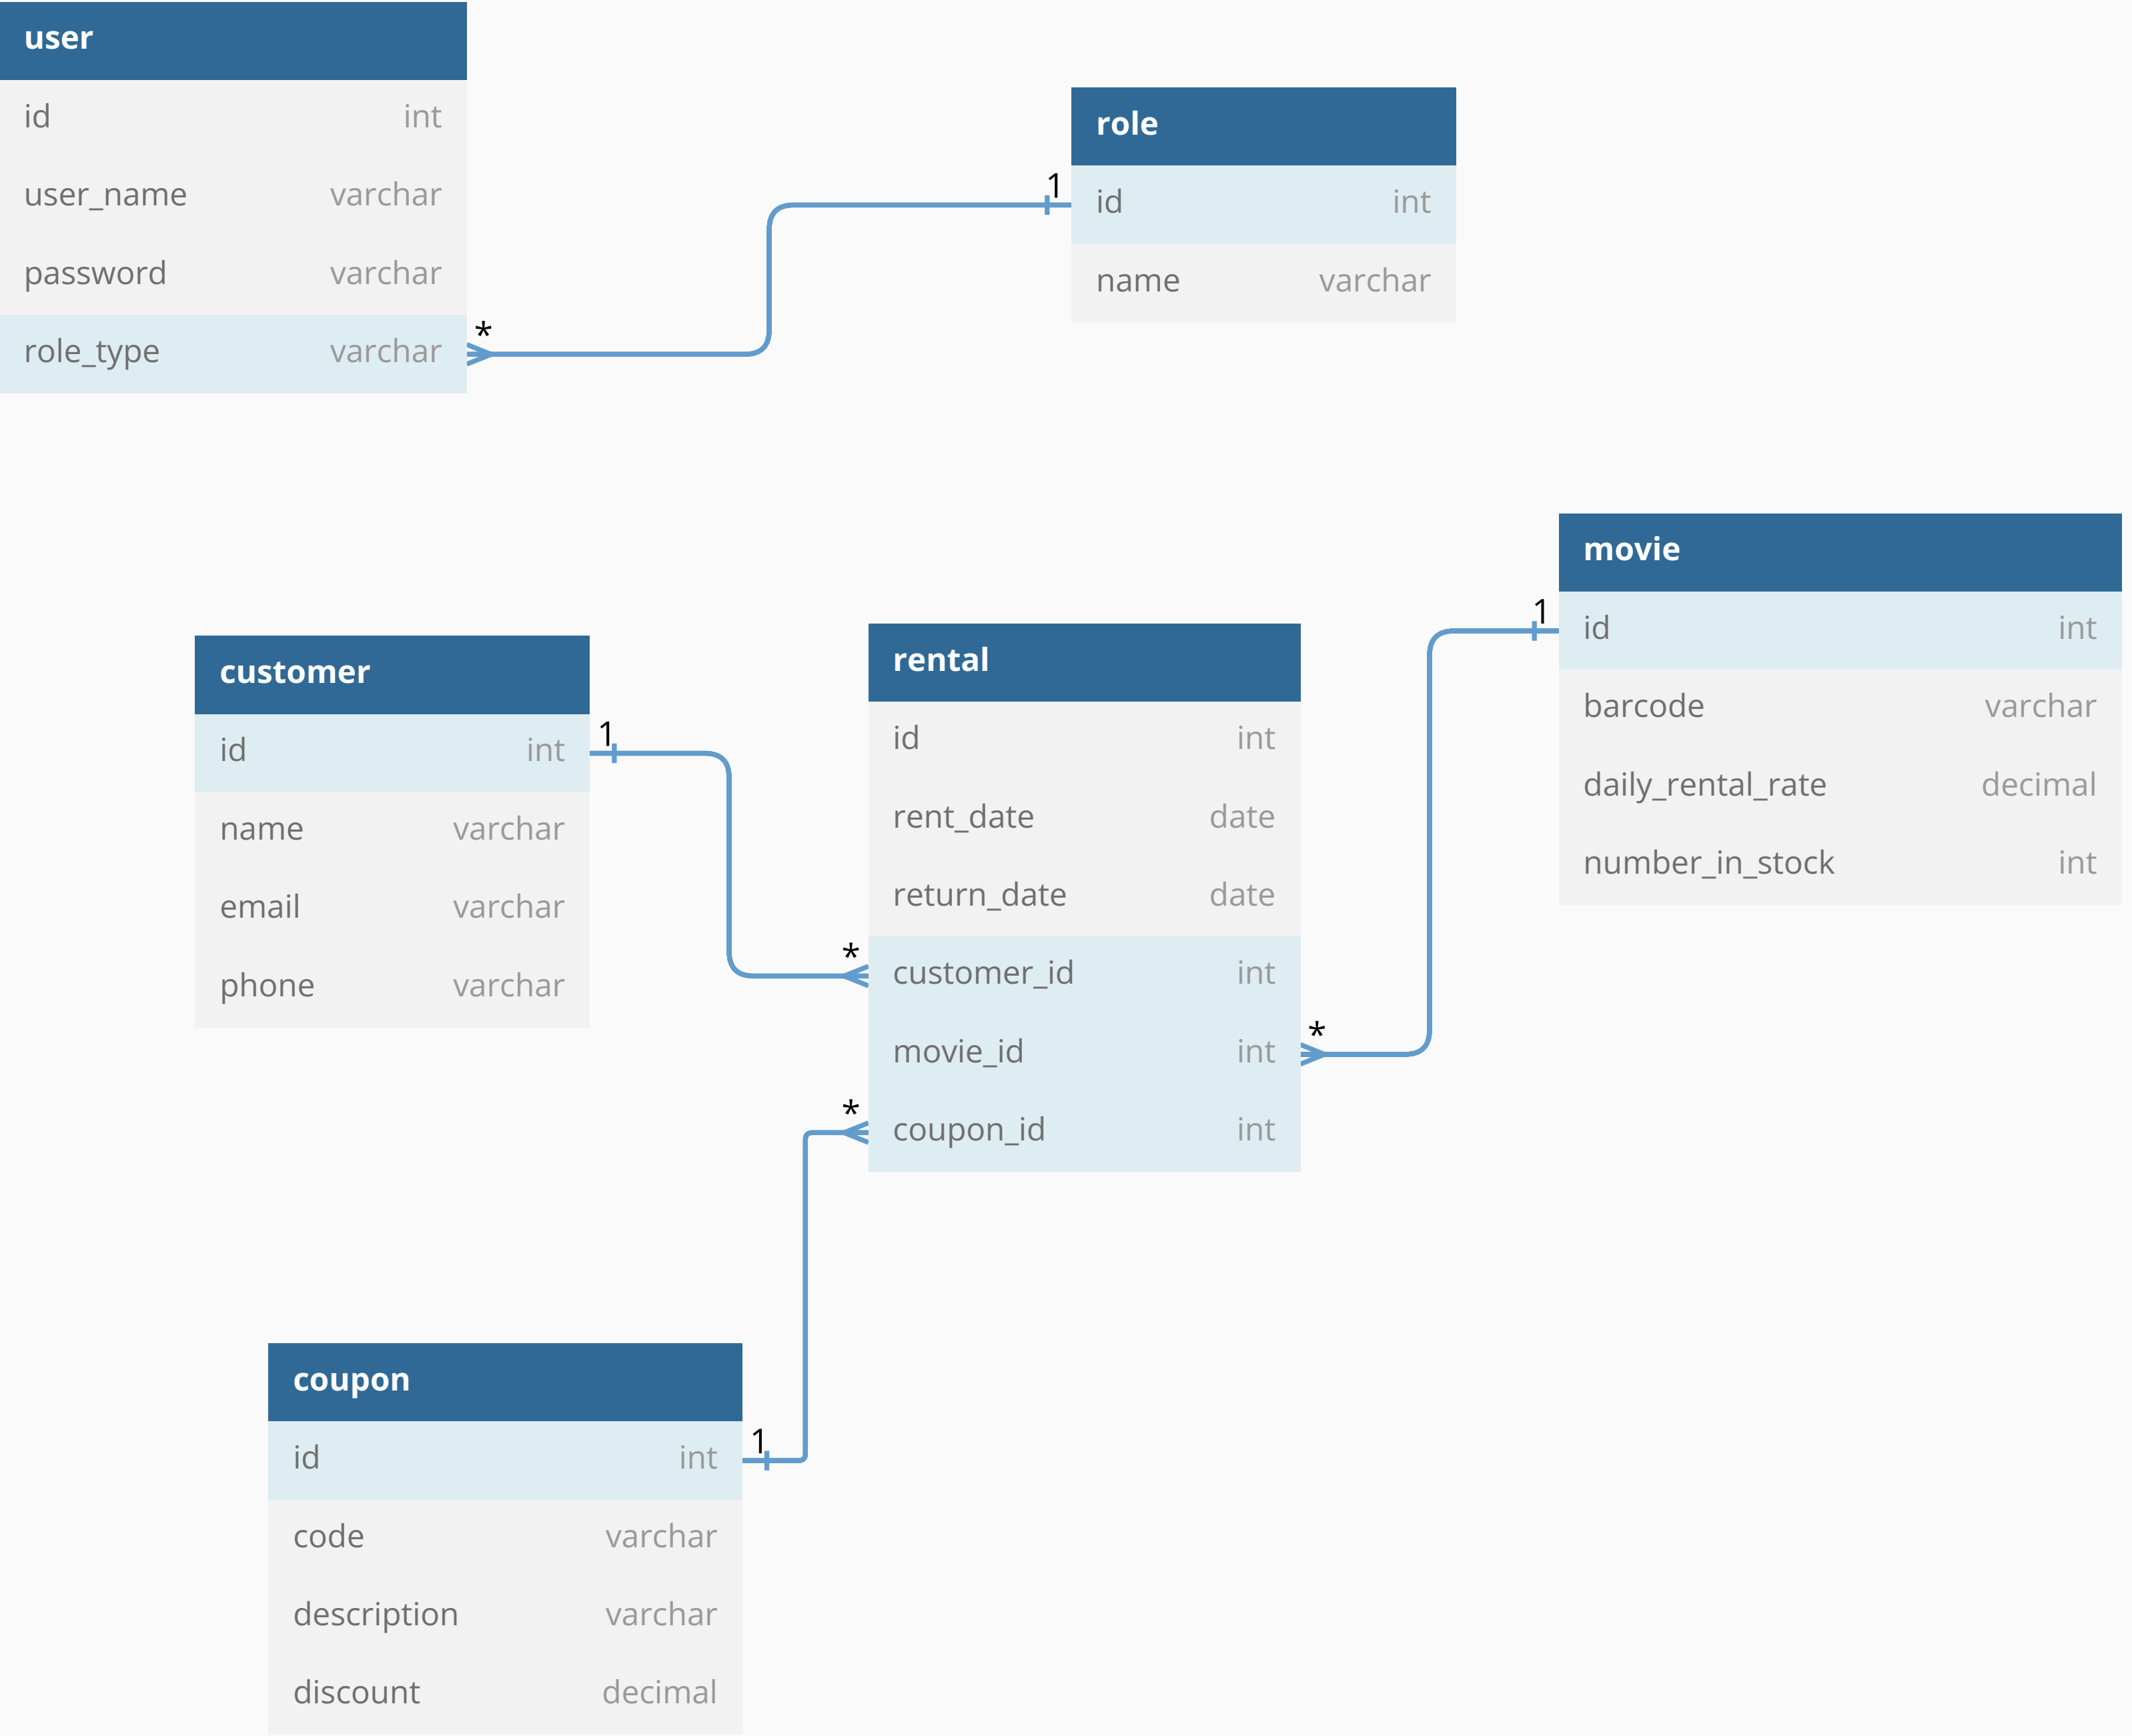 user
id int
user_name varchar
password varchar
role_type varchar
*
1
role
id int
name varchar
customer
id int
name varchar
email varchar
phone varchar
1
*
rental
id int
rent_date date
return_date date
customer_id int
movie_id int
coupon_id int
*
*
1
movie
id int
barcode varchar
daily_rental_rate decimal
number_in_stock int
coupon
id int
code varchar
description varchar
discount decimal
1